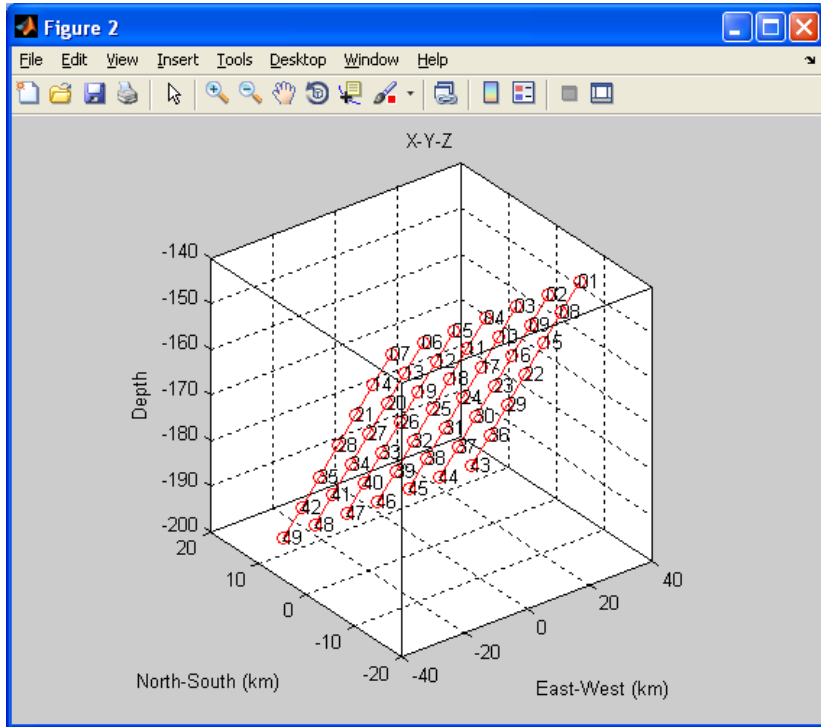 Figure 2
File Edit View Insert Tools Desktop Window Help
X-Y-Z
-140
-150
-160
-170
-180
-190
-200
Depth
07 06 05 04 03 02 01
14 13 12 11 10 09 08
21 20 19 18 17 16 15
28 27 26 25 24 23 22
35 34 33 32 31 30 29
42 41 40 39 38 37 36
49 48 47 46 45 44 43
20
10
0
-10
-20
North-South (km)
-40
-20
0
20
40
East-West (km)